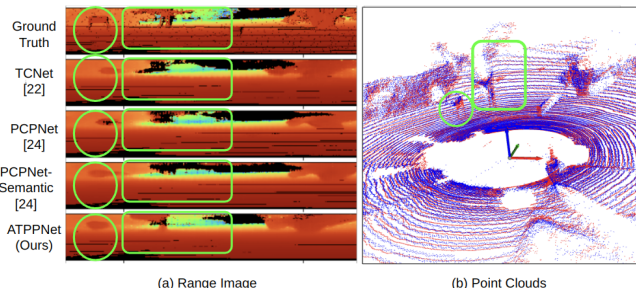 Ground
Truth
TCNet
[22]
PCPNet
[24]
PCPNet-
Semantic
[24]
ATPPNet
(Ours)
(a) Range Image
(b) Point Clouds